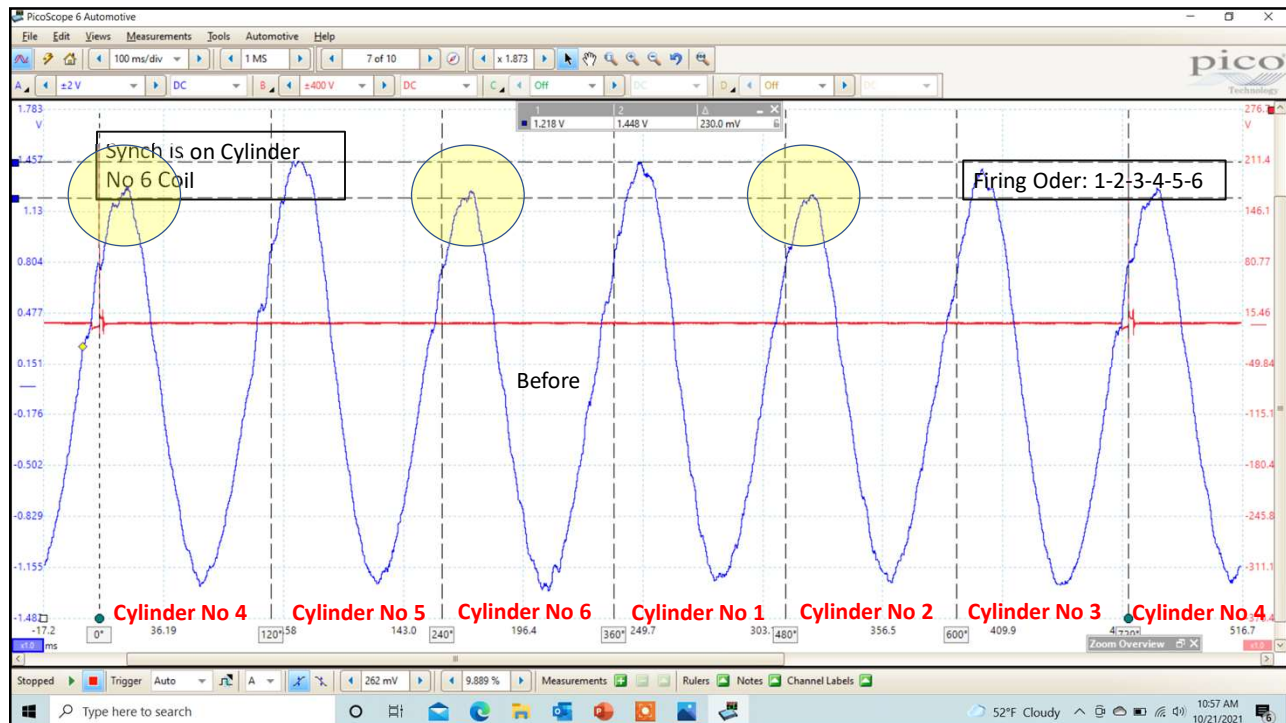 PicoScope 6 Automotive
File Edit Views Measurements Tools Automotive Help
100 ms/div 1 MS 7 of 10 x 1.873
pico
Technology
A ±2 V DC B ±400 V DC C Off DC D Off DC
1 2 Δ
1.218 V 1.448 V 230.0 mV
1.783 276.7
V V
Synch is on Cylinder
No 6 Coil
1.457 211.4
Firing Oder: 1-2-3-4-5-6
1.13 146.1
0.804 80.77
0.477 15.46
0.151 -49.84
Before
-0.176 -115.1
-0.502 -180.4
-0.829 -245.8
-1.155 -311.1
Cylinder No 4 Cylinder No 5 Cylinder No 6 Cylinder No 1 Cylinder No 2 Cylinder No 3 Cylinder No 4
-17.2 0° 36.19 120° 143.0 240° 196.4 360° 249.7 480° 356.5 600° 409.9 720° 516.7
x1.0 ms x1.0
Zoom Overview
Stopped Trigger Auto A 262 mV 9.889 % Measurements Rulers Notes Channel Labels
Type here to search
52°F Cloudy
10:57 AM